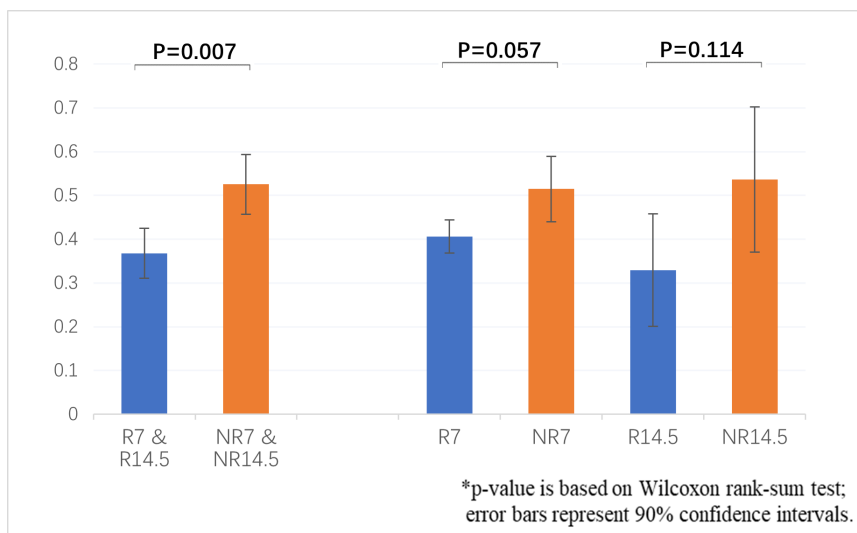 P=0.007
P=0.057
P=0.114
0.8
0.7
0.6
0.5
0.4
0.3
0.2
0.1
0
R7 &
R14.5
NR7 &
NR14.5
R7
NR7
R14.5
NR14.5
*p-value is based on Wilcoxon rank-sum test;
error bars represent 90% confidence intervals.